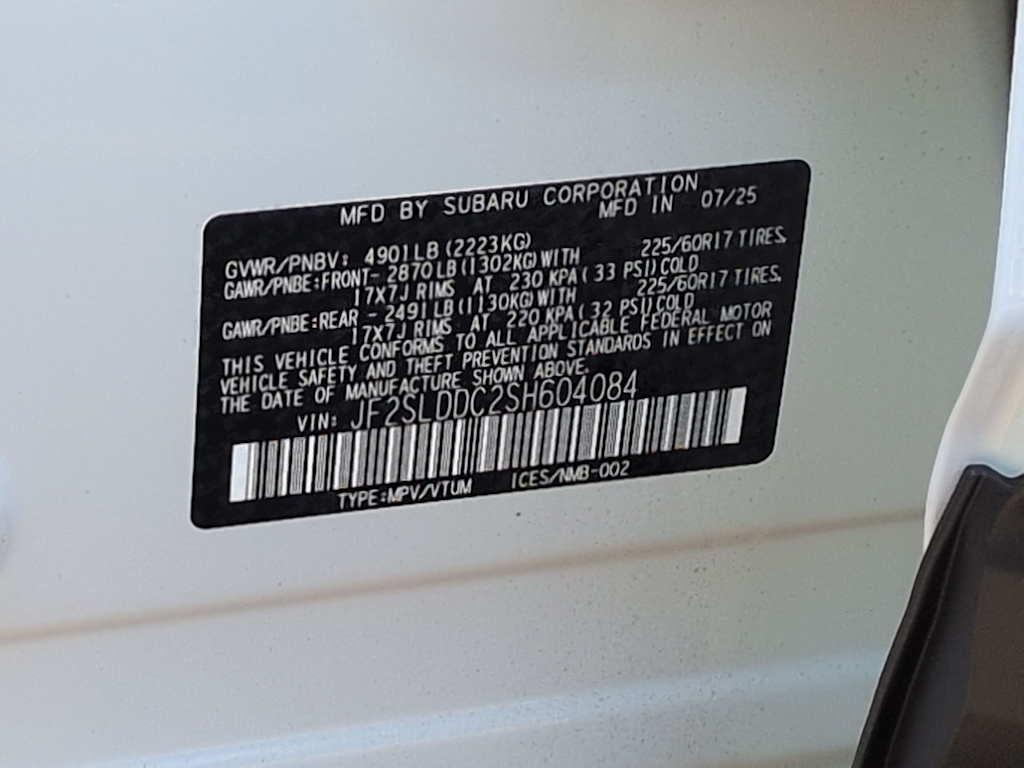 MFD BY SUBARU CORPORATION
MFD IN 07/25
GVWR/PNBV: 4901LB (2223KG)
GAWR/PNBE:FRONT- 2870LB(1302KG)WITH 225/60R17 TIRES,
17X7J RIMS AT 230 KPA( 33 PSI)COLD
GAWR/PNBE:REAR - 2491LB(1130KG)WITH 225/60R17 TIRES,
17X7J RIMS AT 220 KPA( 32 PSI)COLD
THIS VEHICLE CONFORMS TO ALL APPLICABLE FEDERAL MOTOR
VEHICLE SAFETY AND THEFT PREVENTION STANDARDS IN EFFECT ON
THE DATE OF MANUFACTURE SHOWN ABOVE.
VIN: JF2SLDDC2SH604084
TYPE:MPV/VTUM ICES/NMB-002